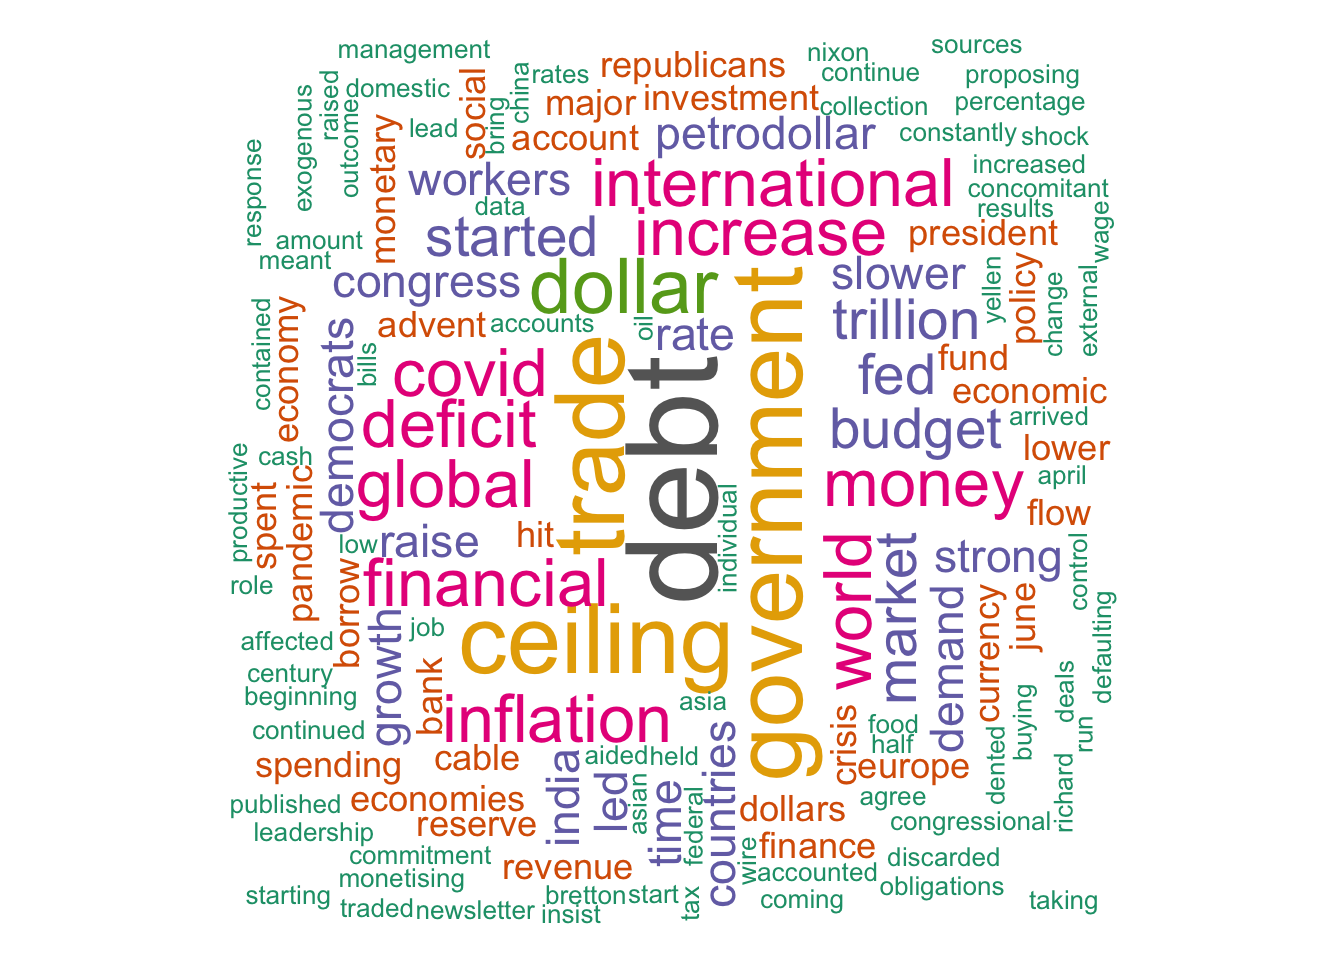 management
nixon
sources
rates
republicans
continue
proposing
domestic
social
china
major
investment
collection
percentage
exogenous
raised
outcome
lead
bring
account
petrodollar
constantly
shock
response
monetary
workers
international
increased
concomitant
data
results
wage
amount
started
increase
president
meant
congress
dollar
slower
yellen
policy
change
external
contained
economy
advent
accounts
oil
rate
trillion
bills
democrats
covid
trade
debt
government
fed
fund
economic
deficit
budget
arrived
lower
productive
cash
global
money
april
spent
pandemic
individual
flow
low
raise
hit
world
market
strong
control
role
borrow
financial
demand
currency
june
defaulting
affected
growth
job
ceiling
century
beginning
bank
inflation
asia
deals
continued
crisis
food
half
buying
run
spending
cable
india
aided
held
countries
europe
dented
richard
published
economies
led
asian
time
federal
dollars
agree
leadership
reserve
congressional
commitment
revenue
wire
finance
discarded
monetising
accounted
obligations
starting
bretton
start
tax
coming
taking
traded
newsletter
insist